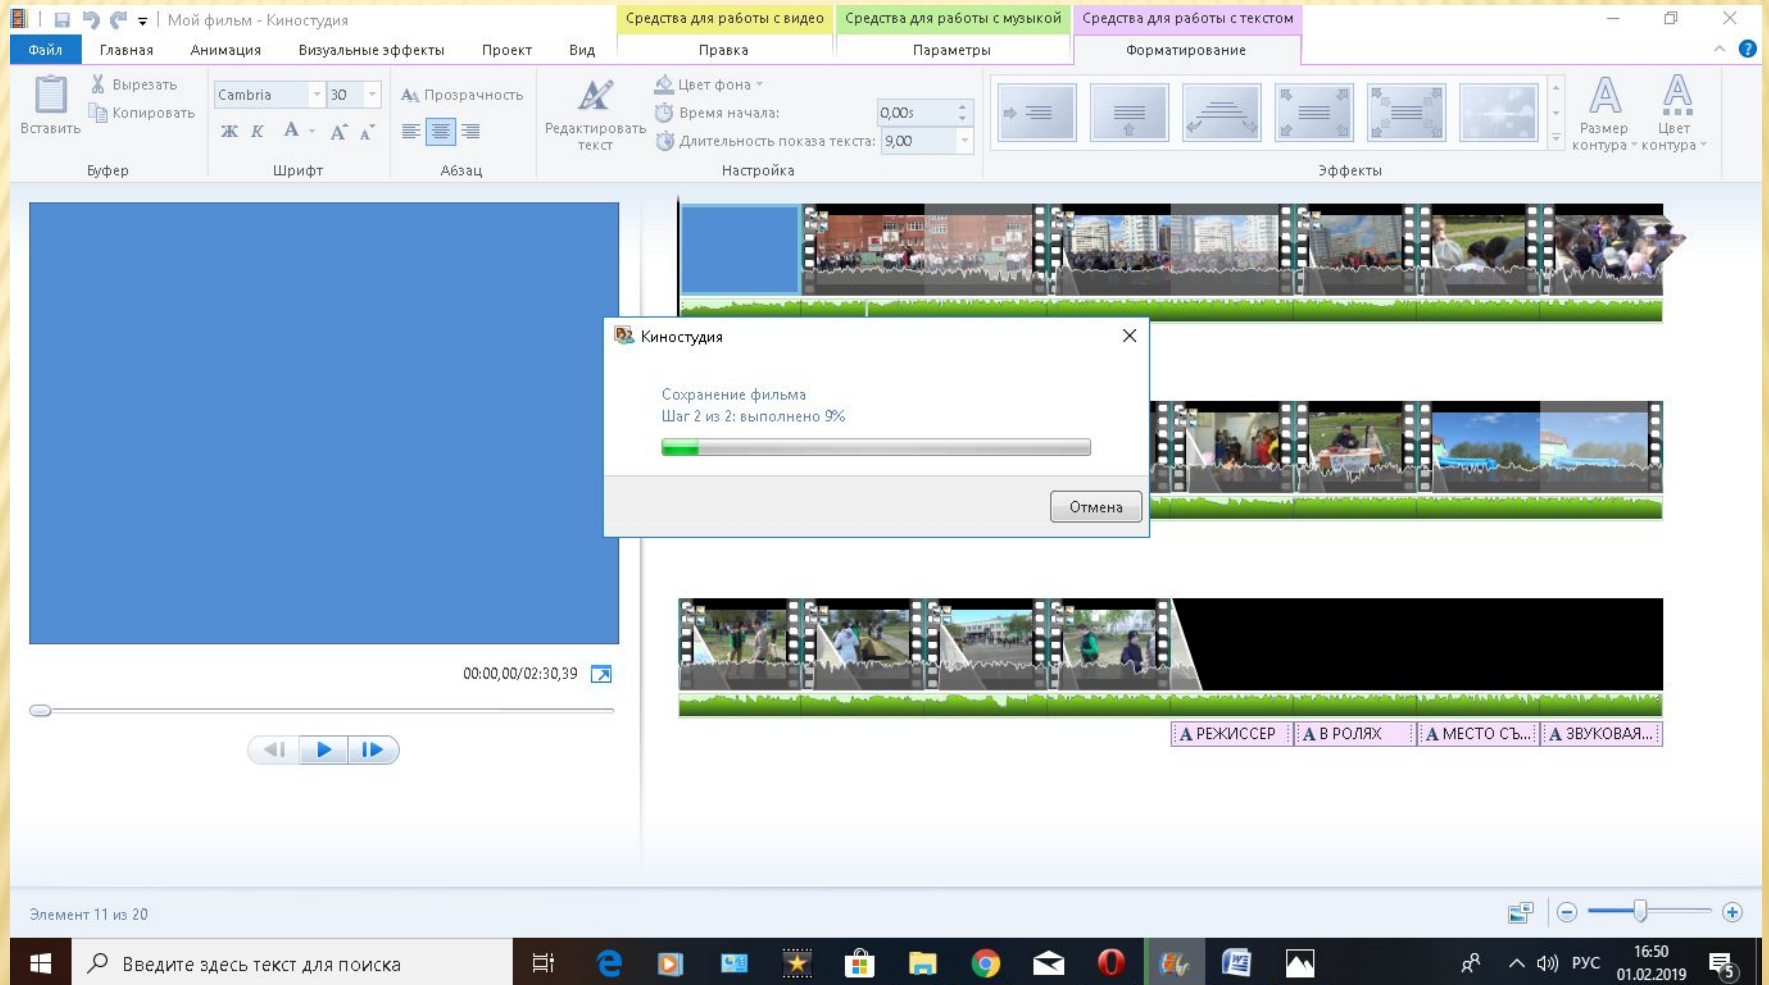 Мой фильм - Киностудия
Средства для работы с видео
Средства для работы с музыкой
Средства для работы с текстом
Файл
Главная
Анимация
Визуальные эффекты
Проект
Вид
Правка
Параметры
Форматирование
Вставить
Вырезать
Копировать
Буфер
Cambria
30
Ж К А А А
Шрифт
АА Прозрачность
Абзац
Редактировать
текст
Цвет фона
Время начала:
0,00s
Длительность показа текста:
9,00
Настройка
Эффекты
Размер
контура
Цвет
контура
Киностудия
Сохранение фильма
Шаг 2 из 2: выполнено 9%
Отмена
00:00,00/02:30,39
А РЕЖИССЕР
А В РОЛЯХ
А МЕСТО СЪ...
А ЗВУКОВАЯ...
Элемент 11 из 20
Введите здесь текст для поиска
РУС
16:50
01.02.2019
5